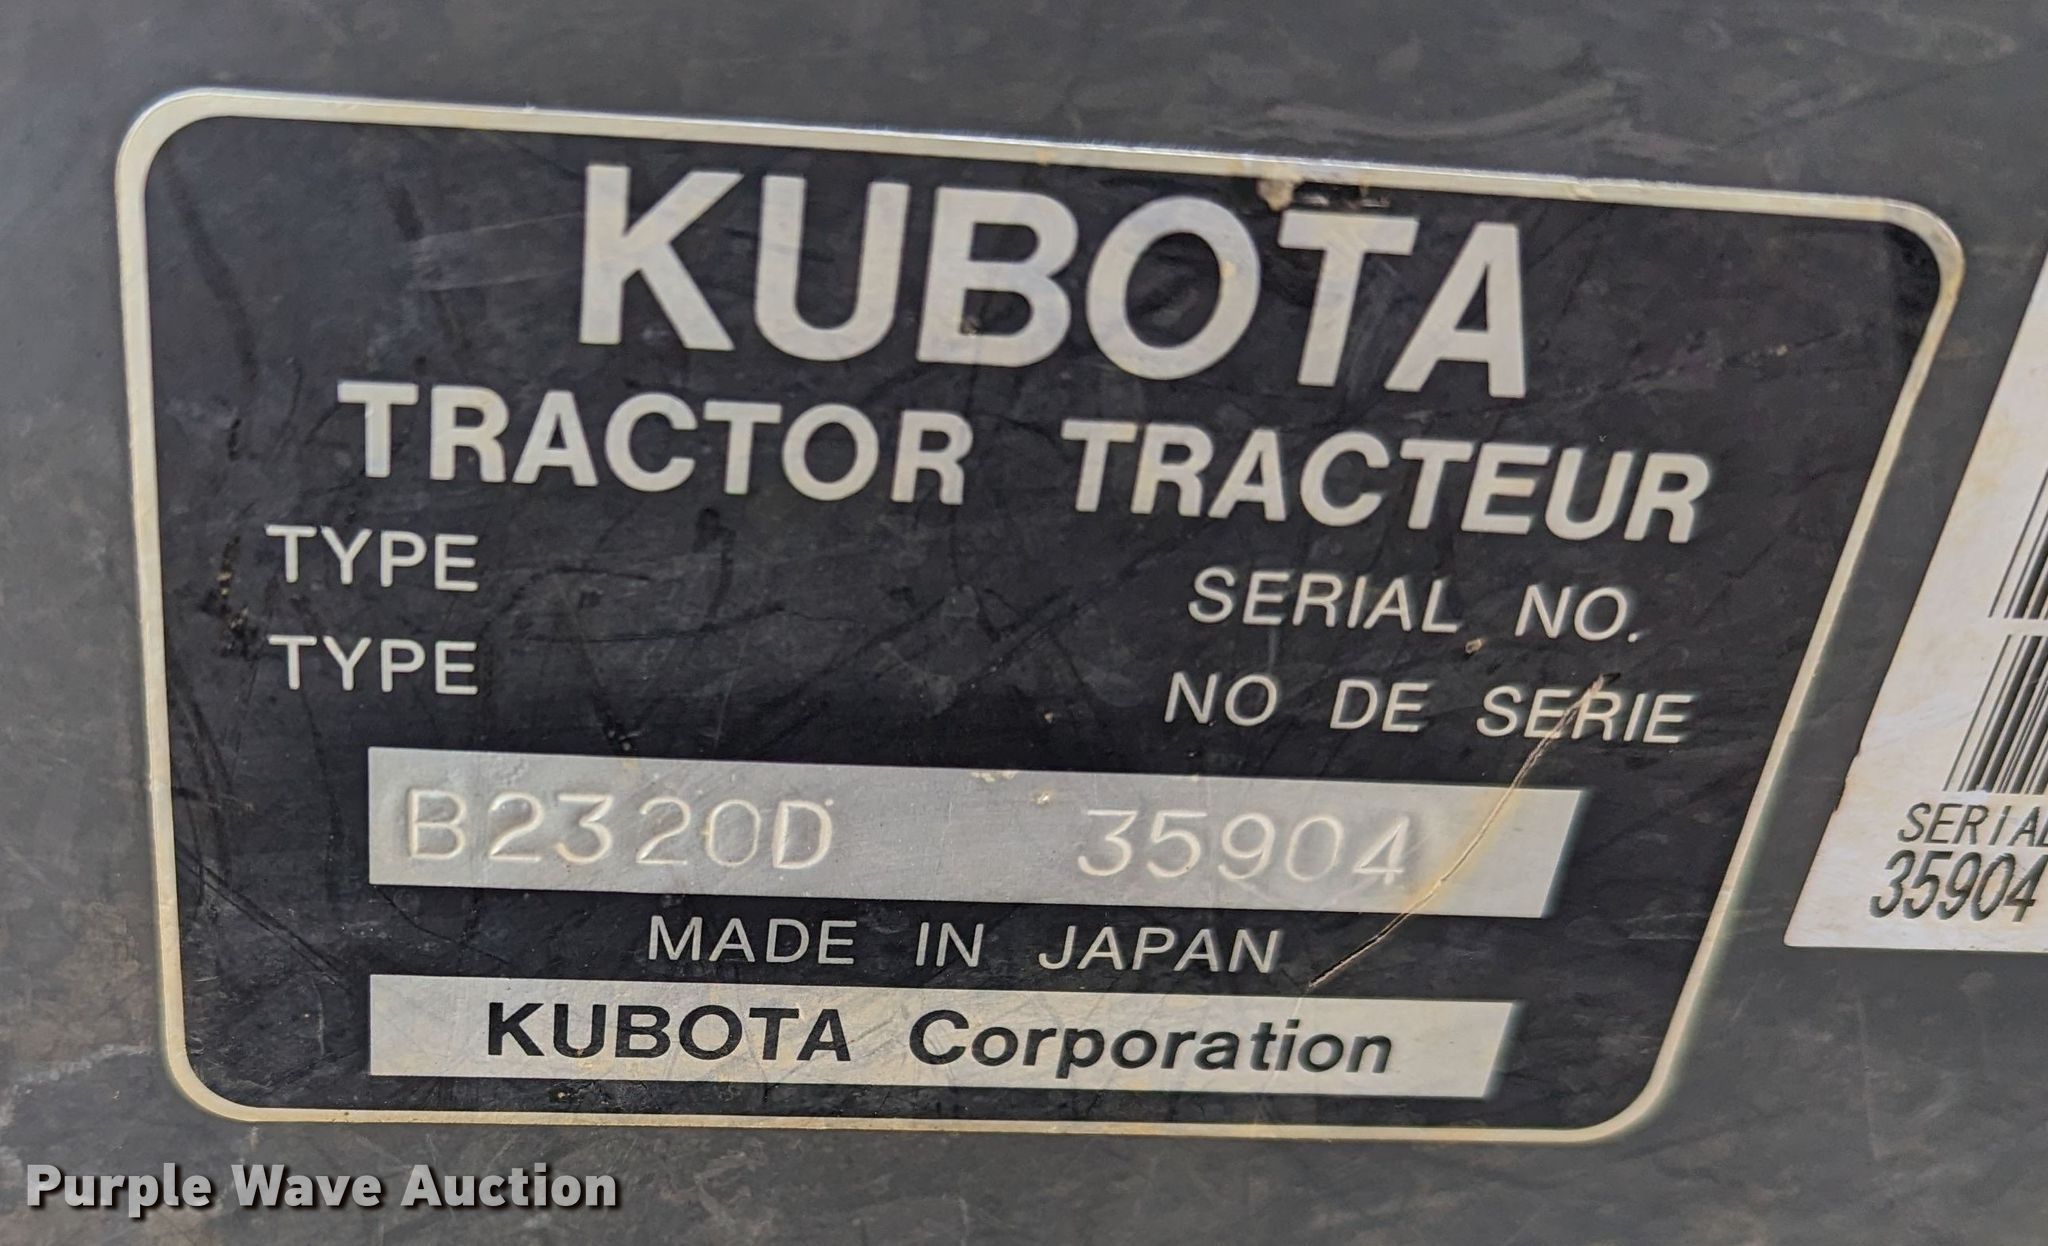 KUBOTA
TRACTOR TRACTEUR
TYPE SERIAL NO.
TYPE NO DE SERIE
B2320D 35904
MADE IN JAPAN
KUBOTA Corporation
SERIAL
35904
Purple Wave Auction